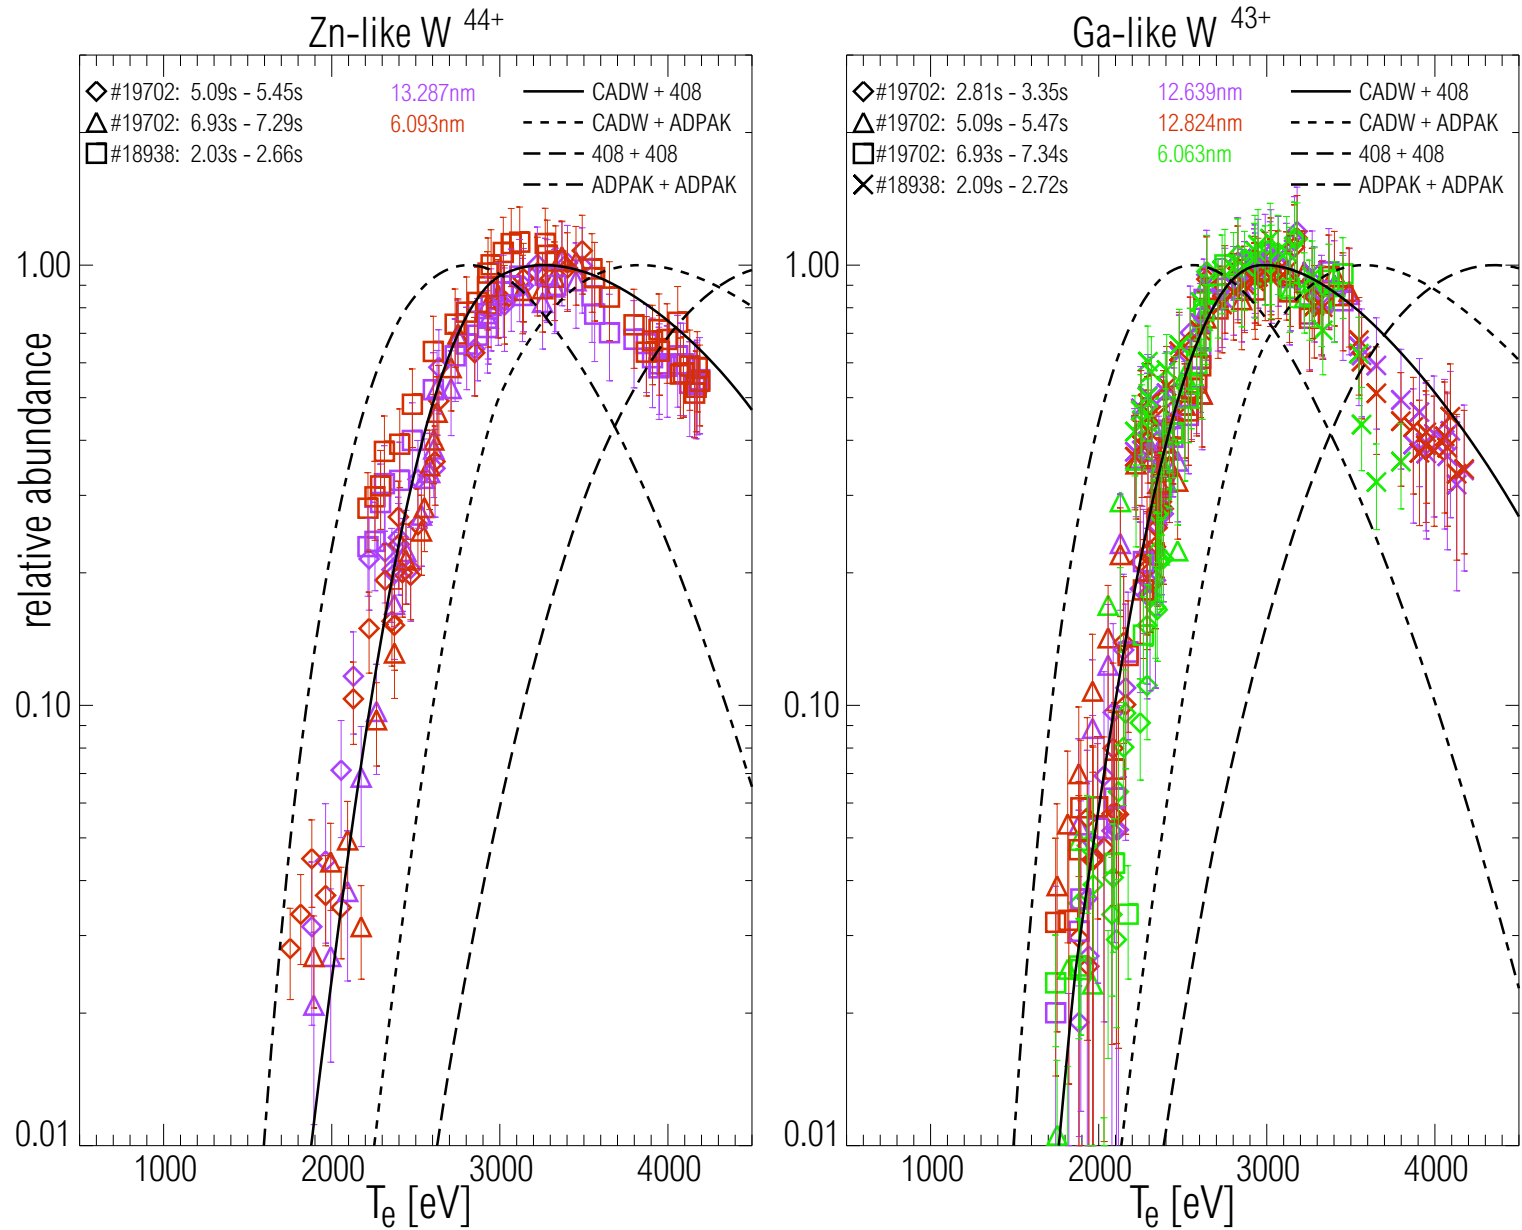 Zn-like W 44+
#19702: 5.09s - 5.45s
#19702: 6.93s - 7.29s
#18938: 2.03s - 2.66s
13.287nm
6.093nm
CADW + 408
CADW + ADPAK
408 + 408
ADPAK + ADPAK
relative abundance
1.00
0.10
0.01
1000 2000 3000 4000
Te [eV]
Ga-like W 43+
#19702: 2.81s - 3.35s
#19702: 5.09s - 5.47s
#19702: 6.93s - 7.34s
#18938: 2.09s - 2.72s
12.639nm
12.824nm
6.063nm
CADW + 408
CADW + ADPAK
408 + 408
ADPAK + ADPAK
1.00
0.10
0.01
1000 2000 3000 4000
Te [eV]